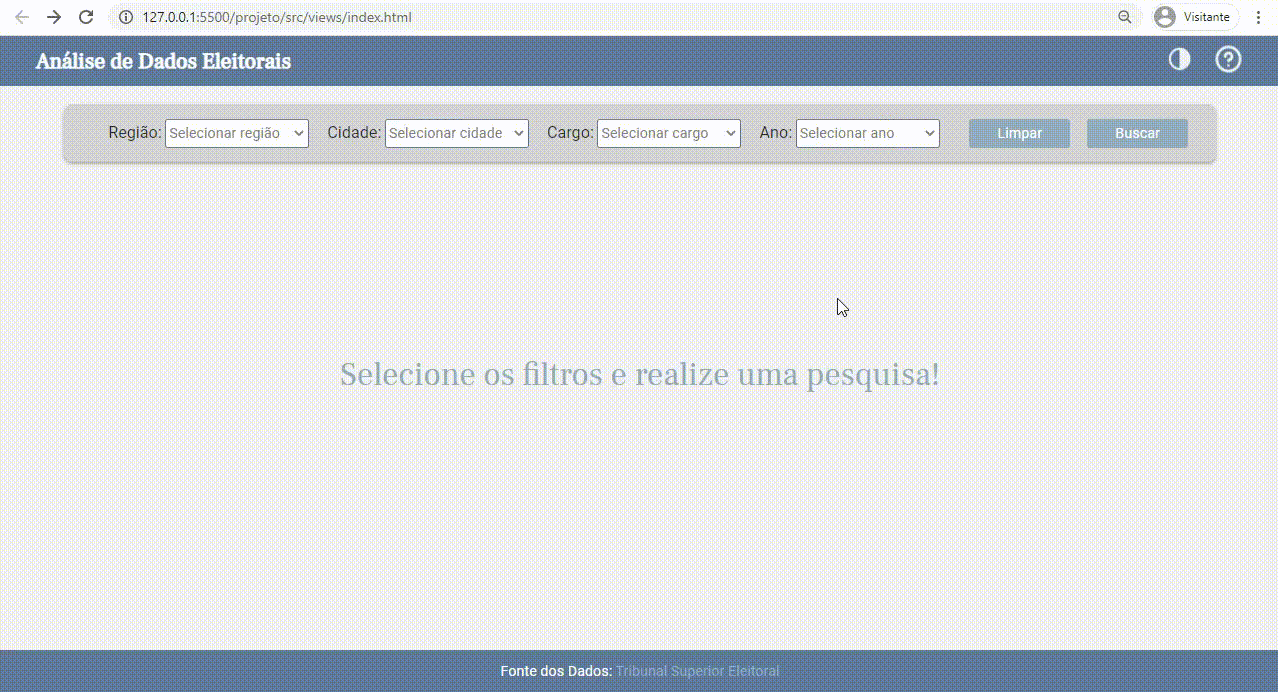 127.0.0.1:5500/projeto/src/views/index.html
Visitante
Análise de Dados Eleitorais
Região: Selecionar região Cidade: Selecionar cidade Cargo: Selecionar cargo Ano: Selecionar ano Limpar Buscar
Selecione os filtros e realize uma pesquisa!
Fonte dos Dados: Tribunal Superior Eleitoral